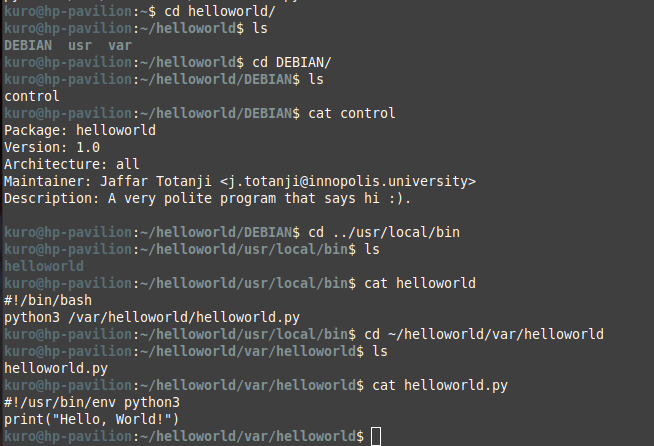 kuro@hp-pavilion:~$ cd helloworld/
kuro@hp-pavilion:~/helloworld$ ls
DEBIAN  usr  var
kuro@hp-pavilion:~/helloworld$ cd DEBIAN/
kuro@hp-pavilion:~/helloworld/DEBIAN$ ls
control
kuro@hp-pavilion:~/helloworld/DEBIAN$ cat control
Package: helloworld
Version: 1.0
Architecture: all
Maintainer: Jaffar Totanji <j.totanji@innopolis.university>
Description: A very polite program that says hi :).
kuro@hp-pavilion:~/helloworld/DEBIAN$ cd ../usr/local/bin
kuro@hp-pavilion:~/helloworld/usr/local/bin$ ls
helloworld
kuro@hp-pavilion:~/helloworld/usr/local/bin$ cat helloworld
#!/bin/bash
python3 /var/helloworld/helloworld.py
kuro@hp-pavilion:~/helloworld/usr/local/bin$ cd ~/helloworld/var/helloworld
kuro@hp-pavilion:~/helloworld/var/helloworld$ ls
helloworld.py
kuro@hp-pavilion:~/helloworld/var/helloworld$ cat helloworld.py
#!/usr/bin/env python3
print("Hello, World!")
kuro@hp-pavilion:~/helloworld/var/helloworld$